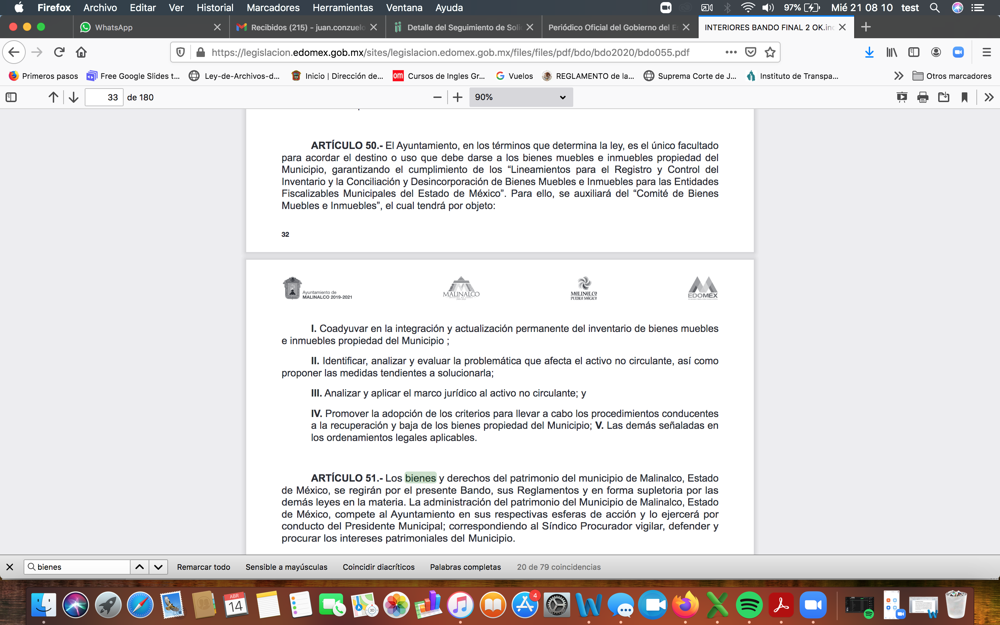 Firefox Archivo Editar Ver Historial Marcadores Herramientas Ventana Ayuda 97% Mié 21 08 10 test
WhatsApp Recibidos (215) - juan.conzuelo Detalle del Seguimiento de Soli Periódico Oficial del Gobierno del E INTERIORES BANDO FINAL 2 OK.ind
https://legislacion.edomex.gob.mx/sites/legislacion.edomex.gob.mx/files/files/pdf/bdo/bdo2020/bdo055.pdf
Primeros pasos Free Google Slides t... Ley-de-Archivos-d... Inicio | Dirección de... om Cursos de Ingles Gr... Vuelos REGLAMENTO de la... Suprema Corte de J... Instituto de Transpa... Otros marcadores
33 de 180 90%
ARTÍCULO 50.- El Ayuntamiento, en los términos que determina la ley, es el único facultado
para acordar el destino o uso que debe darse a los bienes muebles e inmuebles propiedad del
Municipio, garantizando el cumplimiento de los “Lineamientos para el Registro y Control del
Inventario y la Conciliación y Desincorporación de Bienes Muebles e Inmuebles para las Entidades
Fiscalizables Municipales del Estado de México”. Para ello, se auxiliará del “Comité de Bienes
Muebles e Inmuebles”, el cual tendrá por objeto:
32
Ayuntamiento de
MALINALCO 2019-2021
MALINALCO
MALINALCO
PUEBLO MÁGICO
EDOMÉX
I. Coadyuvar en la integración y actualización permanente del inventario de bienes muebles
e inmuebles propiedad del Municipio ;
II. Identificar, analizar y evaluar la problemática que afecta el activo no circulante, así como
proponer las medidas tendientes a solucionarla;
III. Analizar y aplicar el marco jurídico al activo no circulante; y
IV. Promover la adopción de los criterios para llevar a cabo los procedimientos conducentes
a la recuperación y baja de los bienes propiedad del Municipio; V. Las demás señaladas en
los ordenamientos legales aplicables.
ARTÍCULO 51.- Los bienes y derechos del patrimonio del municipio de Malinalco, Estado
de México, se regirán por el presente Bando, sus Reglamentos y en forma supletoria por las
demás leyes en la materia. La administración del patrimonio del Municipio de Malinalco, Estado
de México, compete al Ayuntamiento en sus respectivas esferas de acción y lo ejercerá por
conducto del Presidente Municipal; correspondiendo al Síndico Procurador vigilar, defender y
procurar los intereses patrimoniales del Municipio.
bienes Remarcar todo Sensible a mayúsculas Coincidir diacríticos Palabras completas 20 de 79 coincidencias
ABR
14
3D
4